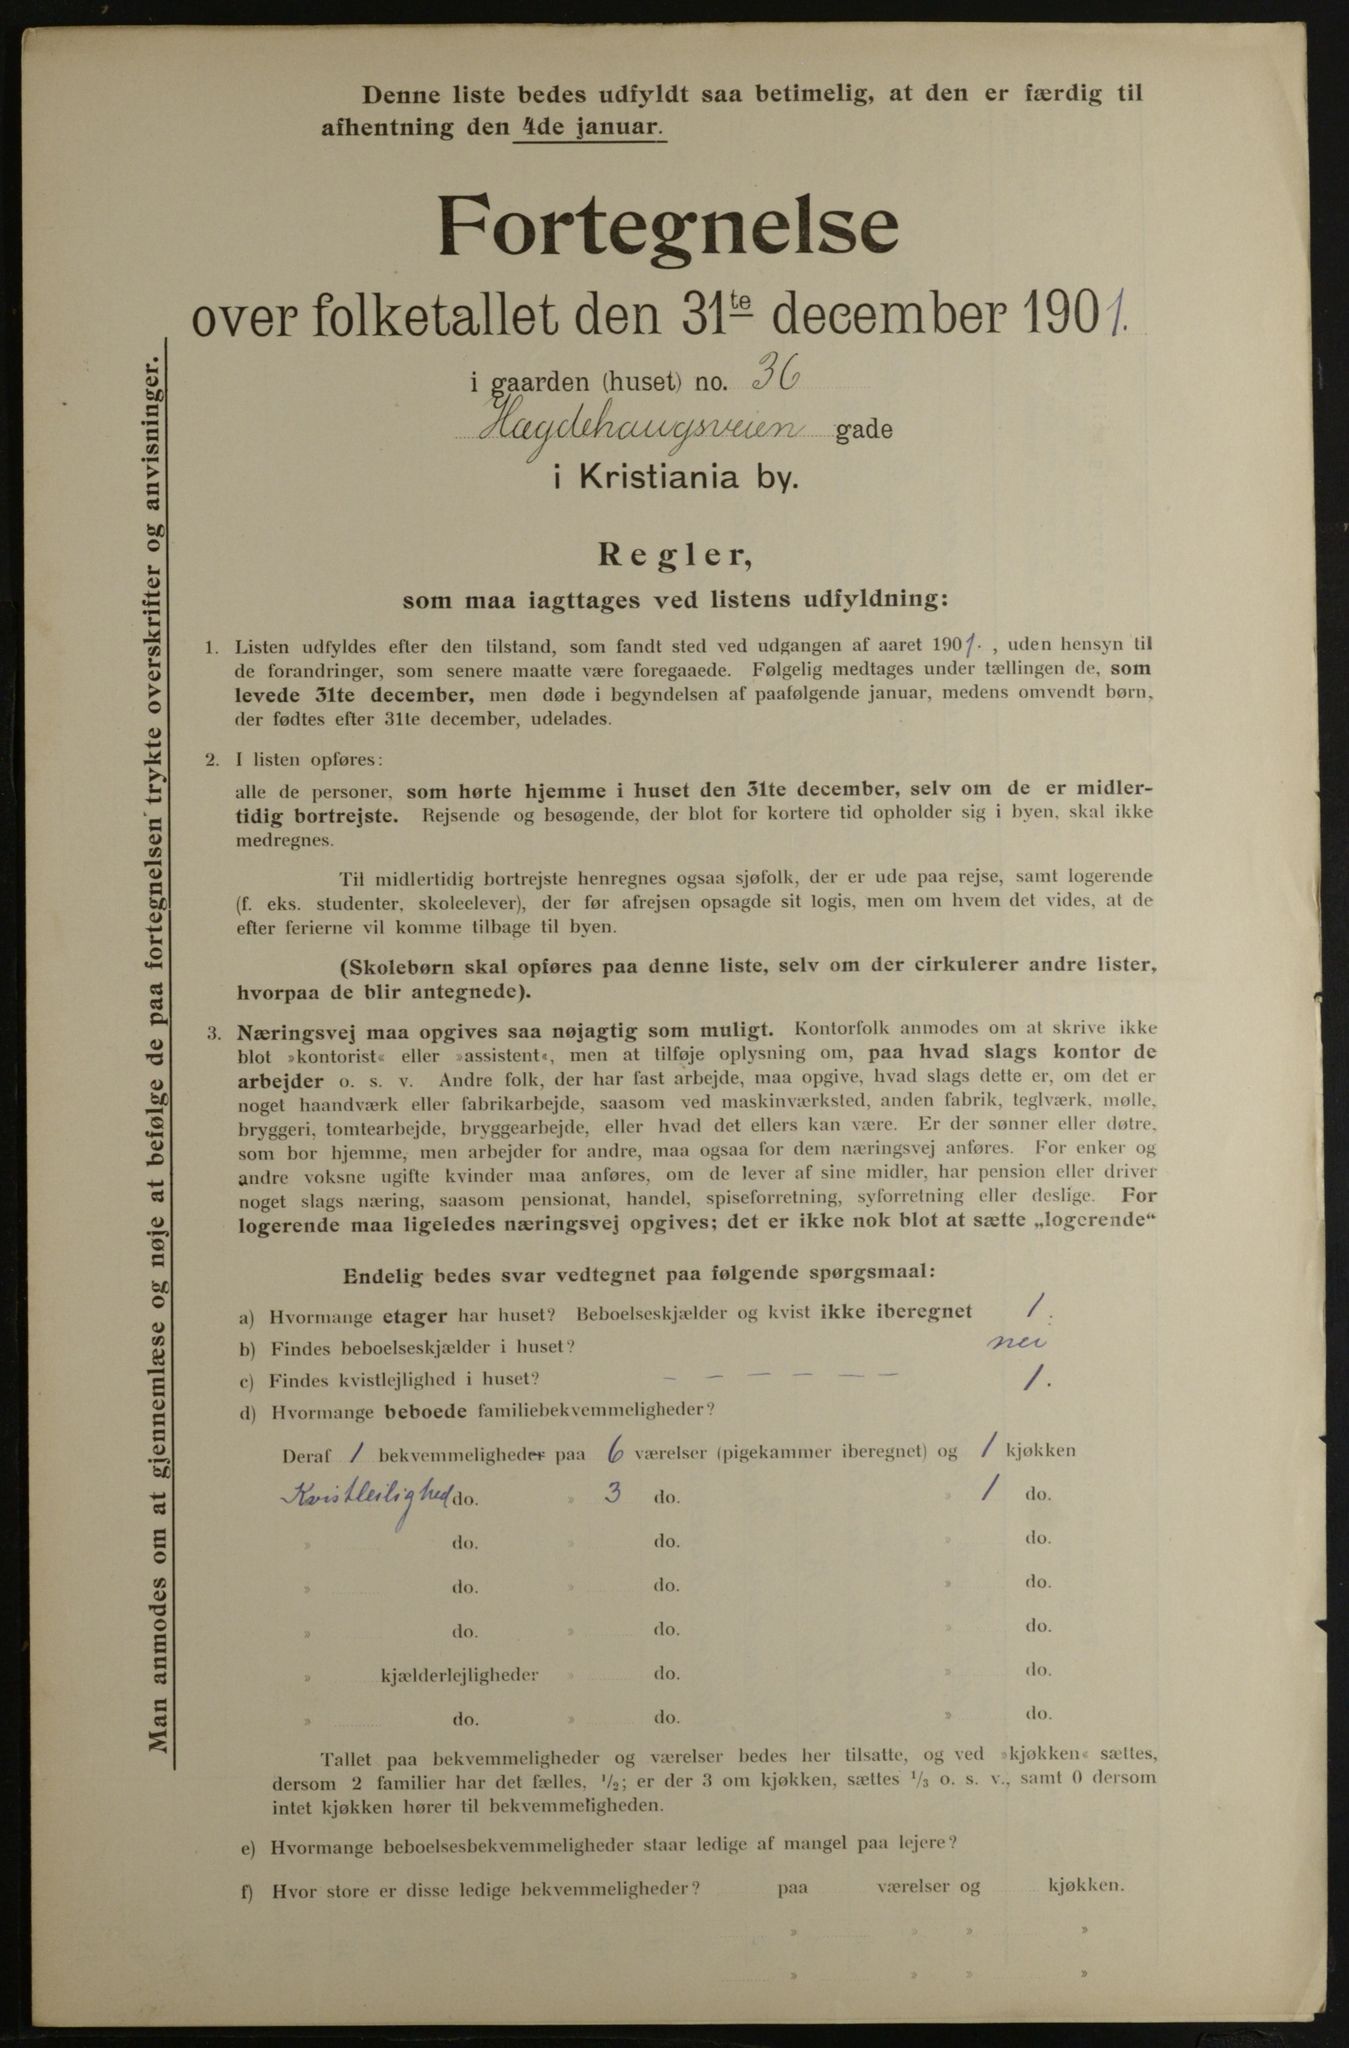 Denne liste bedes udfyldt saa betimelig, at den er færdig til
afhentning den 4de januar.
Fortegnelse
over folketallet den 31te december 1901.
i gaarden (huset) no. 36
Hægdehaugsveien gade
i Kristiania by.
Regler,
som maa iagttages ved listens udfyldning:
1. Listen udfyldes efter den tilstand, som fandt sted ved udgangen af aaret 1901. , uden hensyn til
de forandringer, som senere maatte være foregaaede. Følgelig medtages under tællingen de, som
levede 31te december, men døde i begyndelsen af paafølgende januar, medens omvendt børn,
der fødtes efter 31te december, udelades.
2. I listen opføres:
alle de personer, som hørte hjemme i huset den 31te december, selv om de er midler-
tidig bortrejste. Rejsende og besøgende, der blot for kortere tid opholder sig i byen, skal ikke
medregnes.
Til midlertidig bortrejste henregnes ogsaa sjøfolk, der er ude paa rejse, samt logerende
(f. eks. studenter, skoleelever), der før afrejsen opsagde sit logis, men om hvem det vides, at de
efter ferierne vil komme tilbage til byen.
(Skolebørn skal opføres paa denne liste, selv om der cirkulerer andre lister,
hvorpaa de blir antegnede).
3. Næringsvej maa opgives saa nøjagtig som muligt. Kontorfolk anmodes om at skrive ikke
blot »kontorist« eller »assistent«, men at tilføje oplysning om, paa hvad slags kontor de
arbejder o. s. v. Andre folk, der har fast arbejde, maa opgive, hvad slags dette er, om det er
noget haandværk eller fabrikarbejde, saasom ved maskinværksted, anden fabrik, teglværk, mølle,
bryggeri, tomtearbejde, bryggearbejde, eller hvad det ellers kan være. Er der sønner eller døtre,
som bor hjemme, men arbejder for andre, maa ogsaa for dem næringsvej anføres. For enker og
andre voksne ugifte kvinder maa anføres, om de lever af sine midler, har pension eller driver
noget slags næring, saasom pensionat, handel, spiseforretning, syforretning eller deslige. For
logerende maa ligeledes næringsvej opgives; det er ikke nok blot at sætte „logerende“
Endelig bedes svar vedtegnet paa følgende spørgsmaal:
a) Hvormange etager har huset? Beboelseskjælder og kvist ikke iberegnet 1.
b) Findes beboelseskjælder i huset? nei
c) Findes kvistlejlighed i huset? – – – – – – 1.
d) Hvormange beboede familiebekvemmeligheder?
Deraf 1 bekvemmeligheder paa 6 værelser (pigekammer iberegnet) og 1 kjøkken
Kvistleilighed do. » 3 do. » 1 do.
» do. » do. » do.
» do. » do. » do.
» do. » do. » do.
» kjælderlejligheder » do. » do.
» do. » do. » do.
Tallet paa bekvemmeligheder og værelser bedes her tilsatte, og ved »kjøkken« sættes,
dersom 2 familier har det fælles, 1/2; er der 3 om kjøkken, sættes 1/3 o. s. v., samt 0 dersom
intet kjøkken hører til bekvemmeligheden.
e) Hvormange beboelsesbekvemmeligheder staar ledige af mangel paa lejere?
f) Hvor store er disse ledige bekvemmeligheder? paa værelser og kjøkken.
» » » »
» » » »
Man anmodes om at gjennemlæse og nøje at befølge de paa fortegnelsen trykte overskrifter og anvisninger.